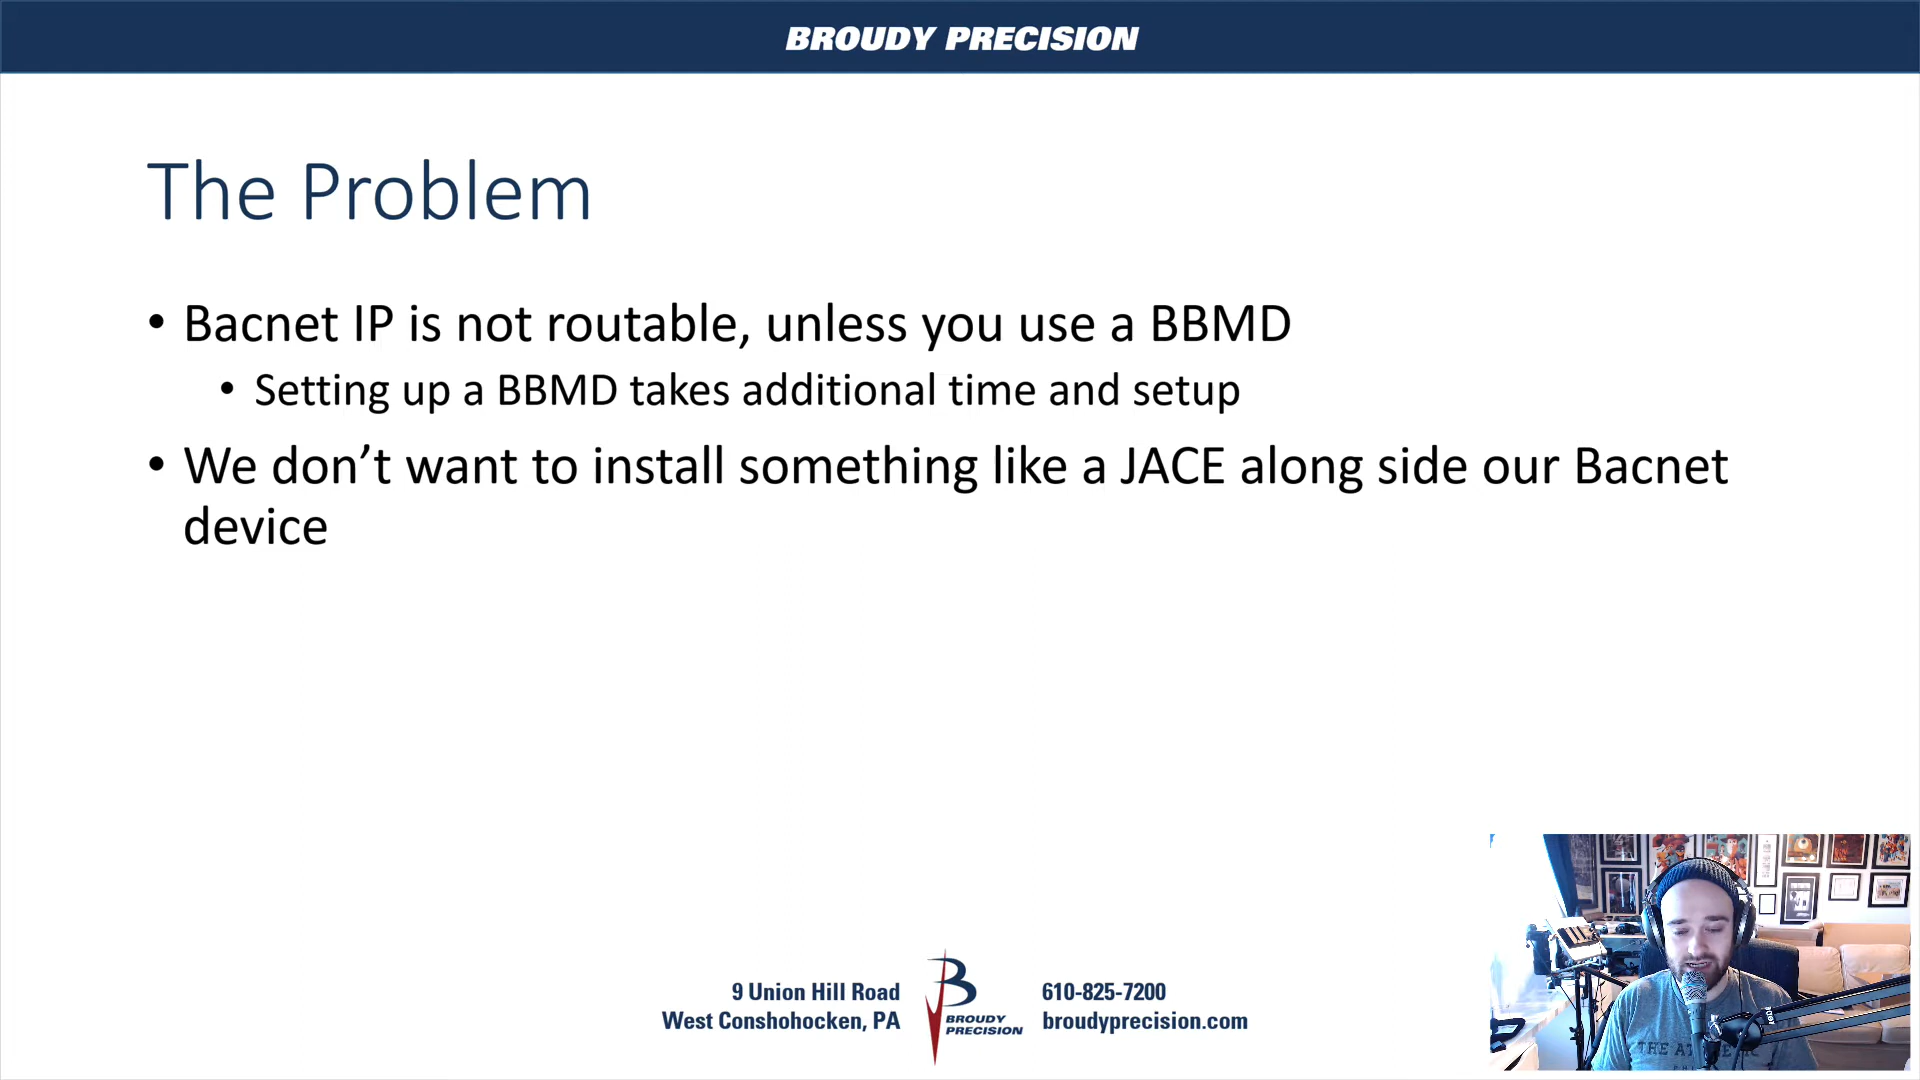 BROUDY PRECISION
The Problem
• Bacnet IP is not routable, unless you use a BBMD
• Setting up a BBMD takes additional time and setup
• We don’t want to install something like a JACE along side our Bacnet
device
9 Union Hill Road
West Conshohocken, PA
B
BROUDY
PRECISION
610-825-7200
broudyprecision.com